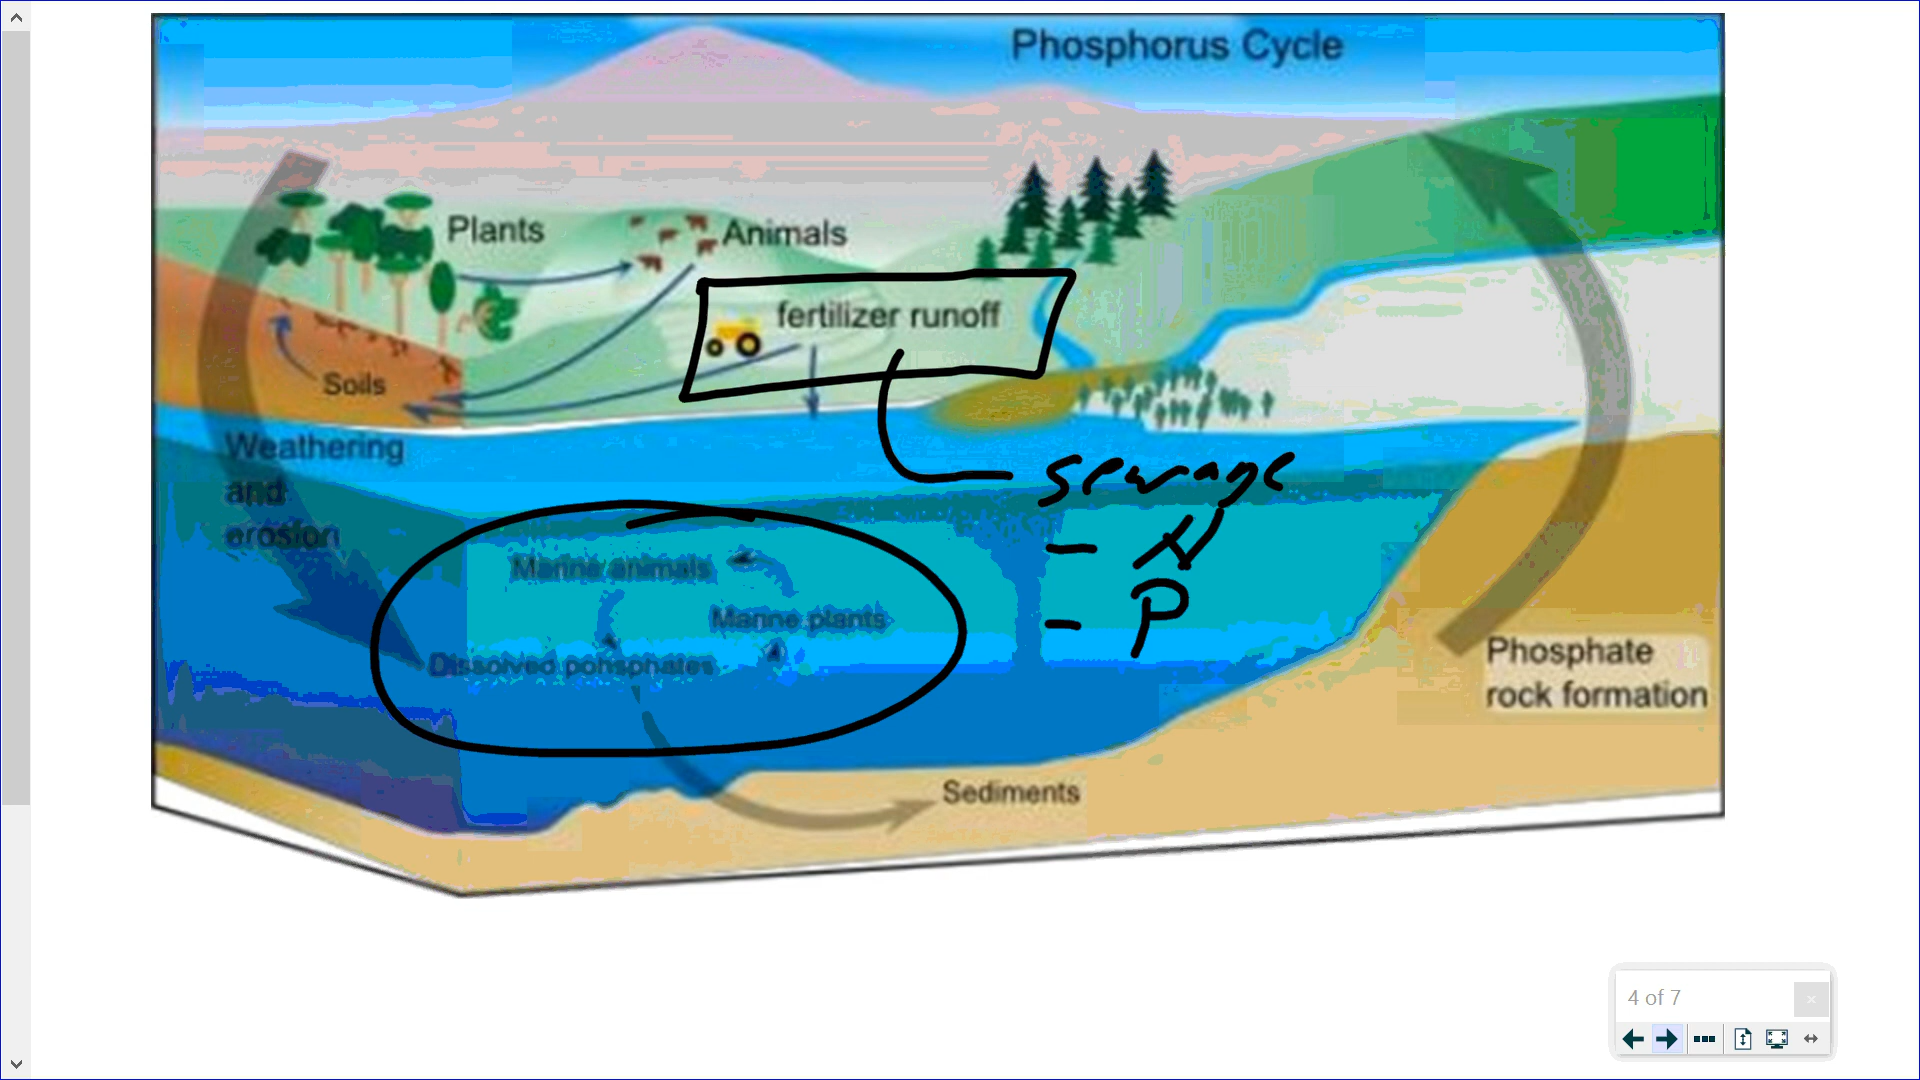 Phosphorus Cycle
Plants
Animals
fertilizer runoff
Soils
Weathering
and
erosion
sewage
- N
- P
Marine animals
Marine plants
Dissolved pohsphates
Phosphate
rock formation
Sediments
4 of 7